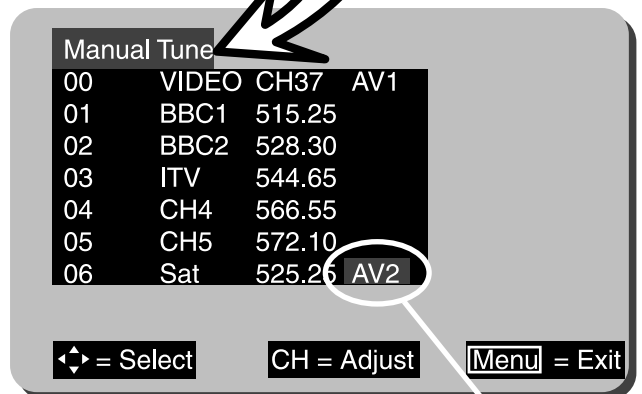 Manual Tune
00 VIDEO CH37 AV1
01 BBC1 515.25
02 BBC2 528.30
03 ITV 544.65
04 CH4 566.55
05 CH5 572.10
06 Sat 525.25 AV2
= Select CH = Adjust Menu = Exit